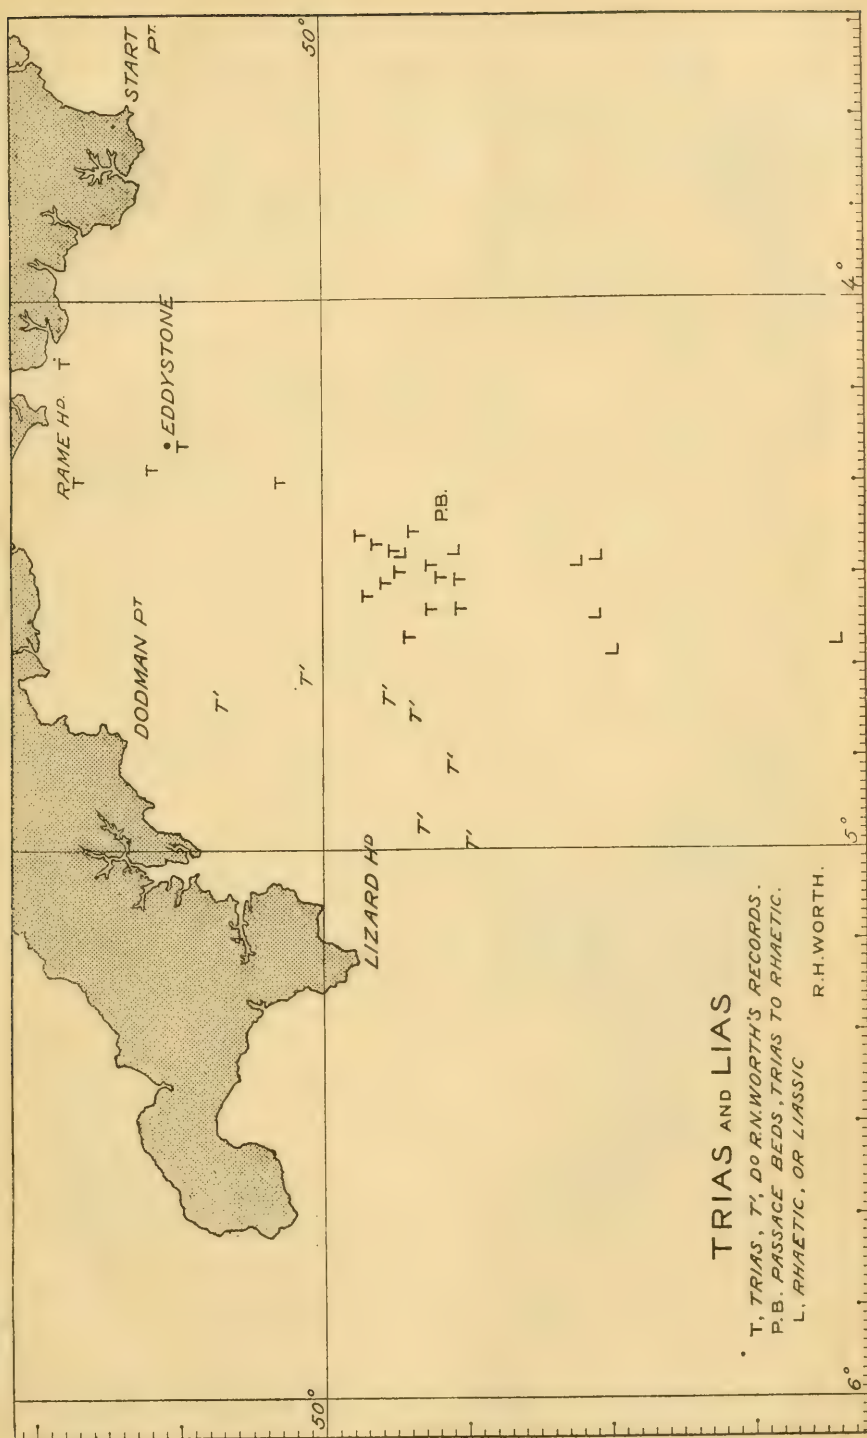 RAME HD. T
T
START
PT.
DODMAN PT
T
EDDYSTONE
T
T'
T
T'
50° 50°
T
T
LIZARD HD
T
T
T'
T
T
L
T
T
T'
T'
T
T
P.B.
T
T'
L
T
T
T'
L
L
L
L
TRIAS AND LIAS
T, TRIAS, T', DO R.N.WORTH'S RECORDS.
P.B. PASSAGE BEDS, TRIAS TO RHAETIC.
L, RHAETIC, OR LIASSIC
R.H.WORTH.
L
6° 5° 4°